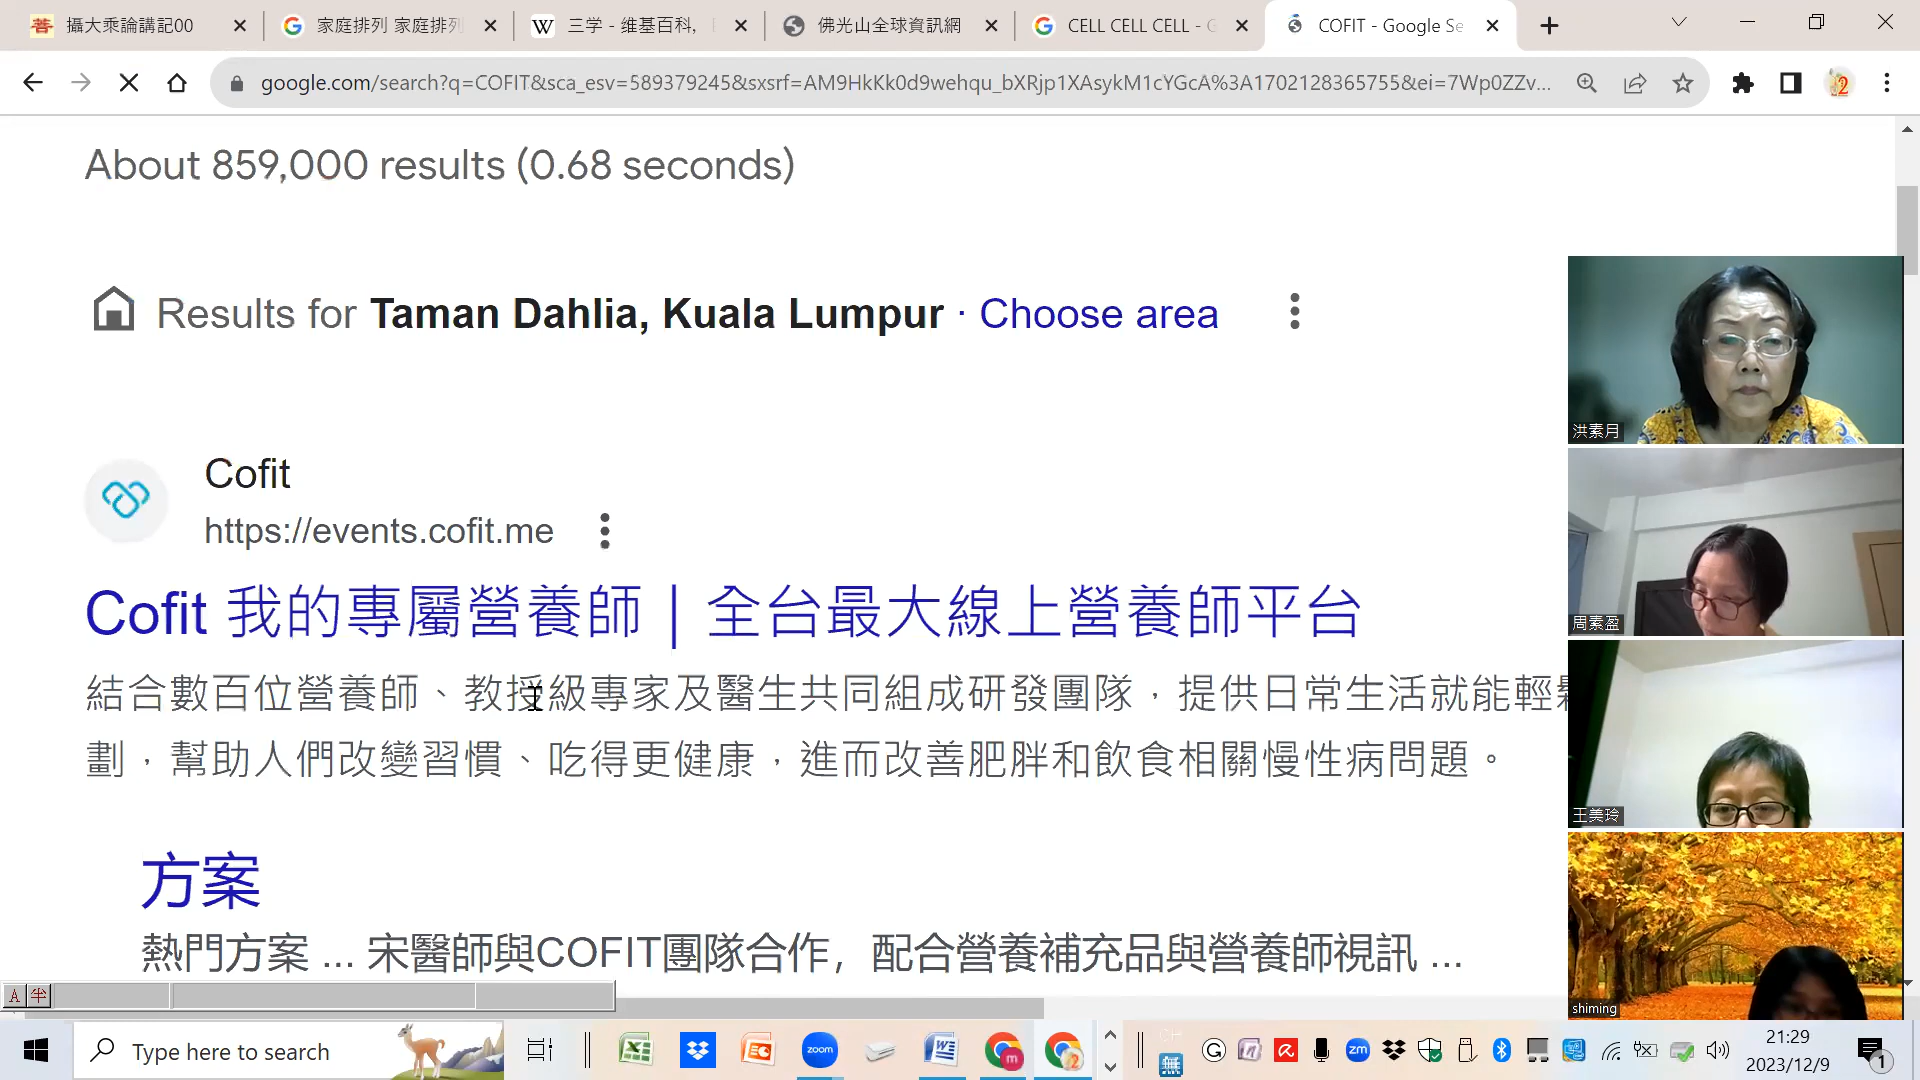 攝大乘論講記00
家庭排列 家庭排列
三学 - 维基百科,
佛光山全球資訊網
CELL CELL CELL - G
COFIT - Google Se
google.com/search?q=COFIT&sca_esv=589379245&sxsrf=AM9HkKk0d9wehqu_bXRjp1XAsykM1cYGcA%3A1702128365755&ei=7Wp0ZZv...
About 859,000 results (0.68 seconds)
Results for Taman Dahlia, Kuala Lumpur · Choose area
Cofit
https://events.cofit.me
Cofit 我的專屬營養師｜全台最大線上營養師平台
結合數百位營養師、教授級專家及醫生共同組成研發團隊，提供日常生活就能輕鬆
劃，幫助人們改變習慣、吃得更健康，進而改善肥胖和飲食相關慢性病問題。
方案
熱門方案 ... 宋醫師與COFIT團隊合作，配合營養補充品與營養師視訊 ...
洪素月
周素盈
王美玲
shiming
A 半
Type here to search
zoom
21:29
2023/12/9
1